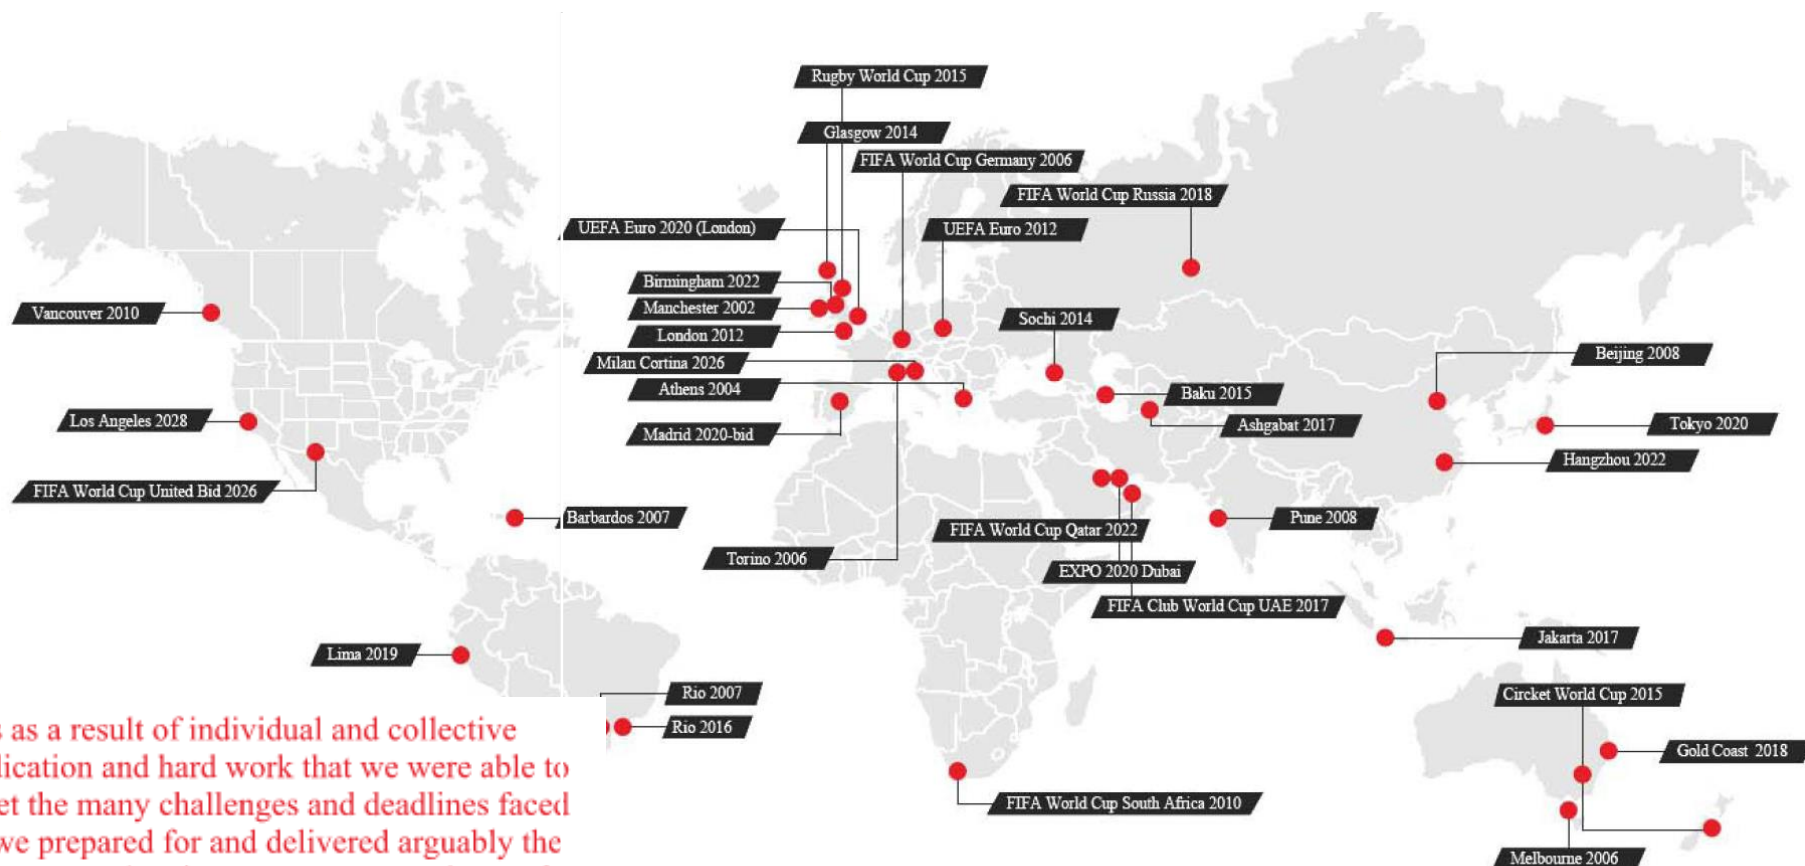 Rugby World Cup 2015
Glasgow 2014
FIFA World Cup Germany 2006
FIFA World Cup Russia 2018
UEFA Euro 2020 (London)
UEFA Euro 2012
Birmingham 2022
Manchester 2002
Vancouver 2010
London 2012
Sochi 2014
Milan Cortina 2026
Beijing 2008
Athens 2004
Baku 2015
Los Angeles 2028
Madrid 2020-bid
Ashgabat 2017
Tokyo 2020
Hangzhou 2022
FIFA World Cup United Bid 2026
Barbardos 2007
FIFA World Cup Qatar 2022
Pune 2008
Torino 2006
EXPO 2020 Dubai
FIFA Club World Cup UAE 2017
Jakarta 2017
Lima 2019
Rio 2007
Circket World Cup 2015
Rio 2016
Gold Coast 2018
FIFA World Cup South Africa 2010
Melbourne 2006
s as a result of individual and collective
lication and hard work that we were able to
et the many challenges and deadlines faced
we prepared for and delivered arguably the